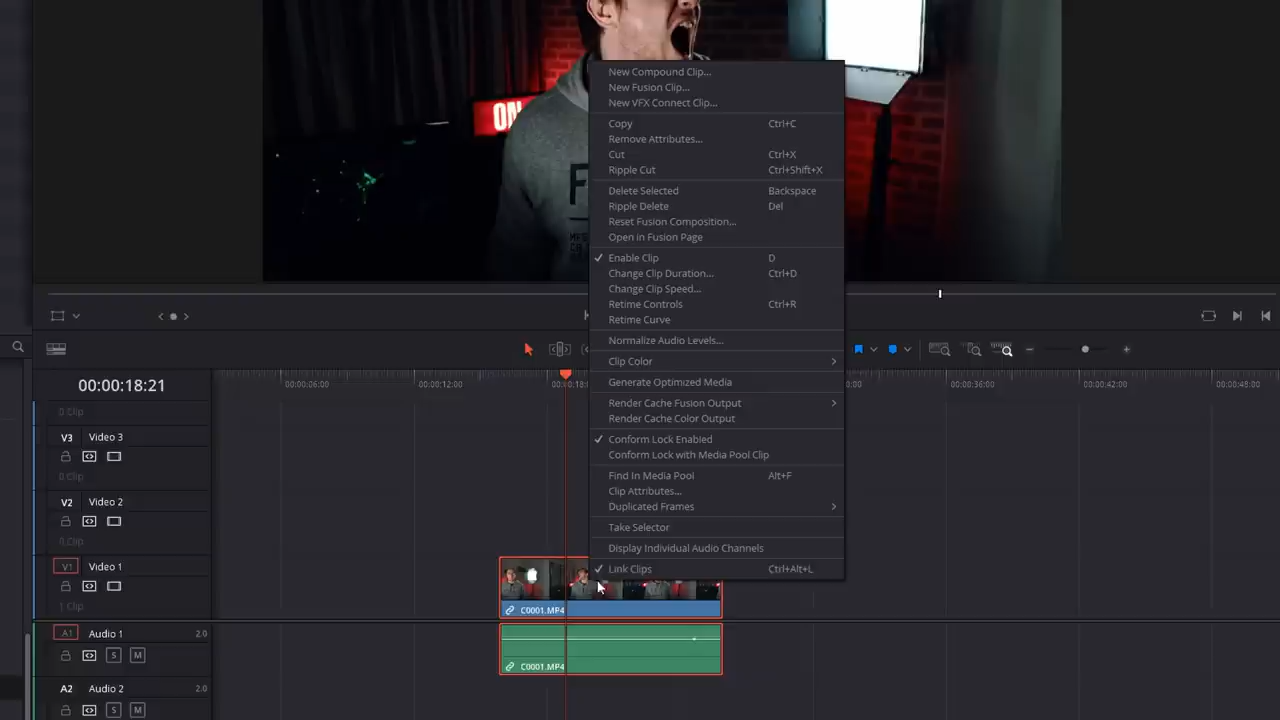 New Compound Clip...
New Fusion Clip...
New VFX Connect Clip...
ON
Copy Ctrl+C
Remove Attributes...
Cut Ctrl+X
Ripple Cut Ctrl+Shift+X
Delete Selected Backspace
Ripple Delete Del
Reset Fusion Composition...
Open in Fusion Page
Enable Clip D
Change Clip Duration... Ctrl+D
Change Clip Speed...
Retime Controls Ctrl+R
Retime Curve
Normalize Audio Levels...
Clip Color
Generate Optimized Media
Render Cache Fusion Output
Render Cache Color Output
Conform Lock Enabled
Conform Lock with Media Pool Clip
Find In Media Pool Alt+F
Clip Attributes...
Duplicated Frames
Take Selector
Display Individual Audio Channels
Link Clips Ctrl+Alt+L
00:00:18:21
00:00:06:00 00:00:12:00 00:00:36:00 00:00:42:00 00:00:48:00
0 Clip
V3 Video 3
0 Clip
V2 Video 2
0 Clip
V1 Video 1
1 Clip
C0001.MP4
A1 Audio 1 2.0
S M
C0001.MP4
A2 Audio 2 2.0
S M